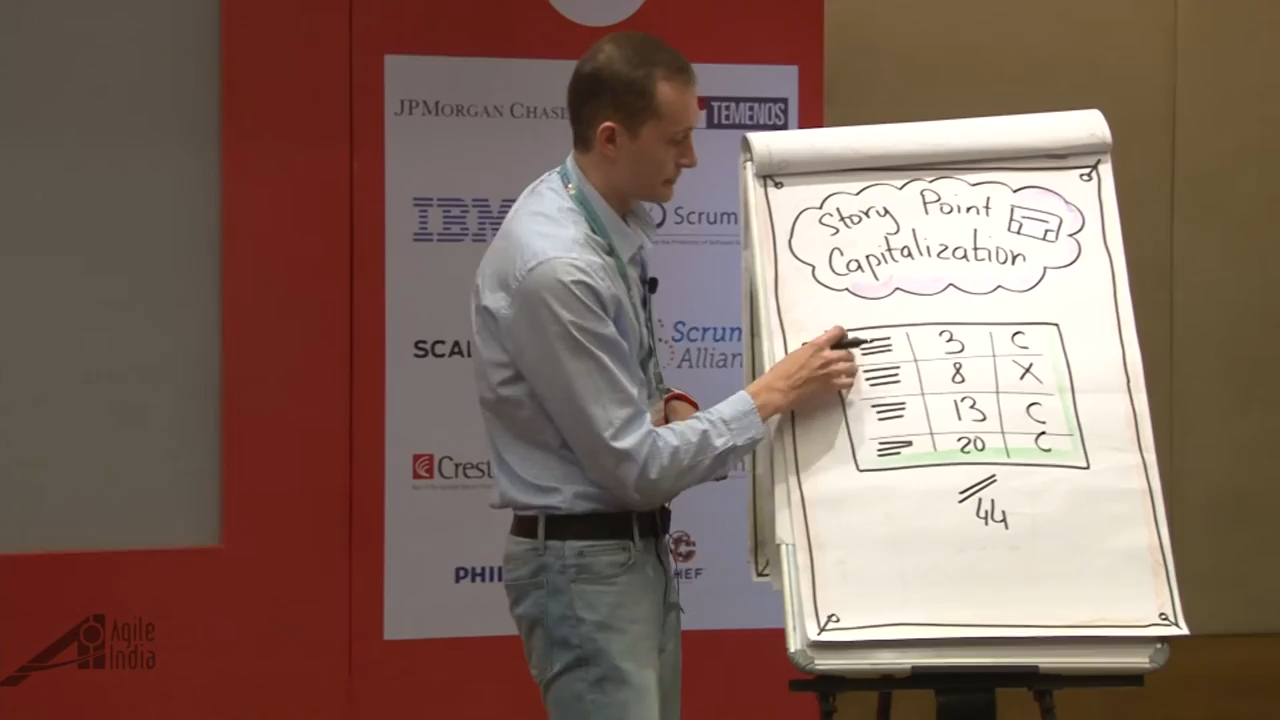 JPMORGAN CHASE
TEMENOS
IBM
Scrum
Scrum
Allian
SCAL
Crest
PHIL
HEF
Story Point
Capitalization
3 C
8 X
13 C
20 C
44
Agile
India